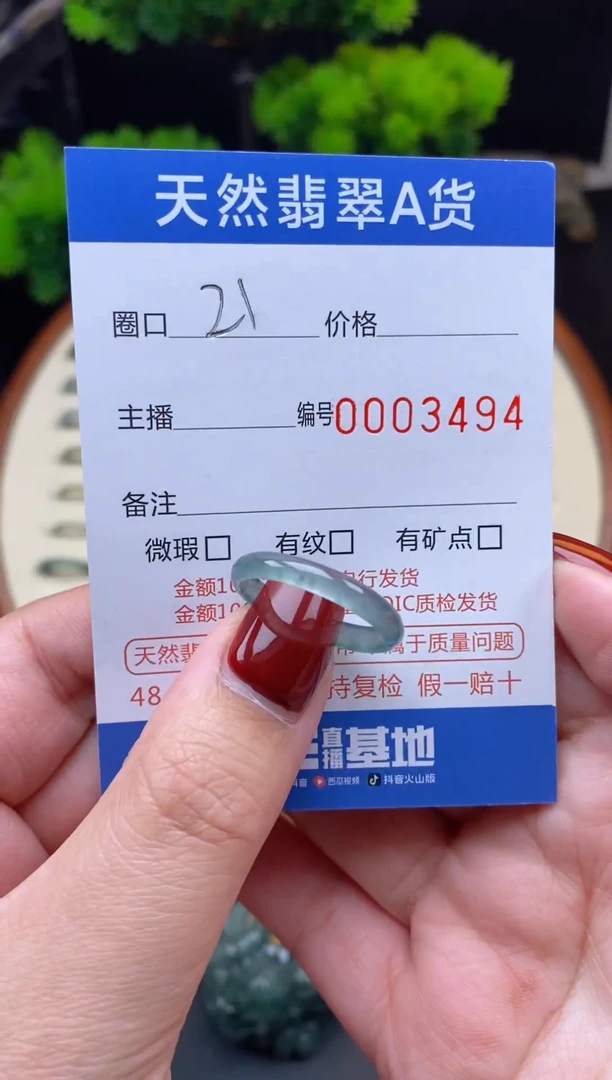 天然翡翠A货
圈口 21 价格
主播 编号0003494
备注
微瑕□ 有纹□ 有矿点□
金额10 自行发货
金额10 DIC质检发货
天然翡 属于质量问题
48 持复检 假一赔十
直播基地
抖音 西瓜视频 抖音火山版